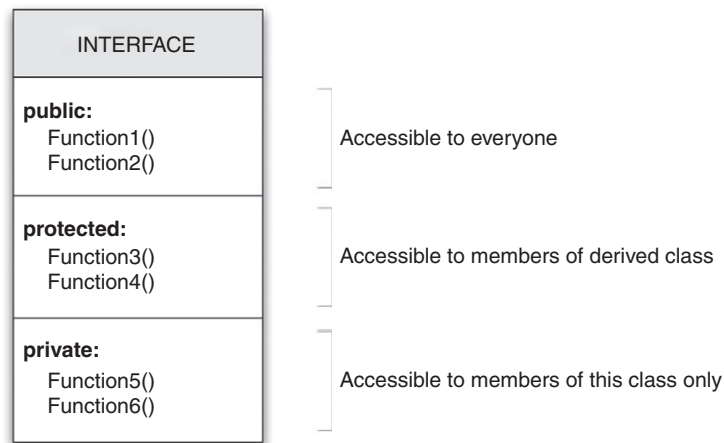 INTERFACE
public:
Function1()
Function2()
Accessible to everyone
protected:
Function3()
Function4()
Accessible to members of derived class
private:
Function5()
Function6()
Accessible to members of this class only